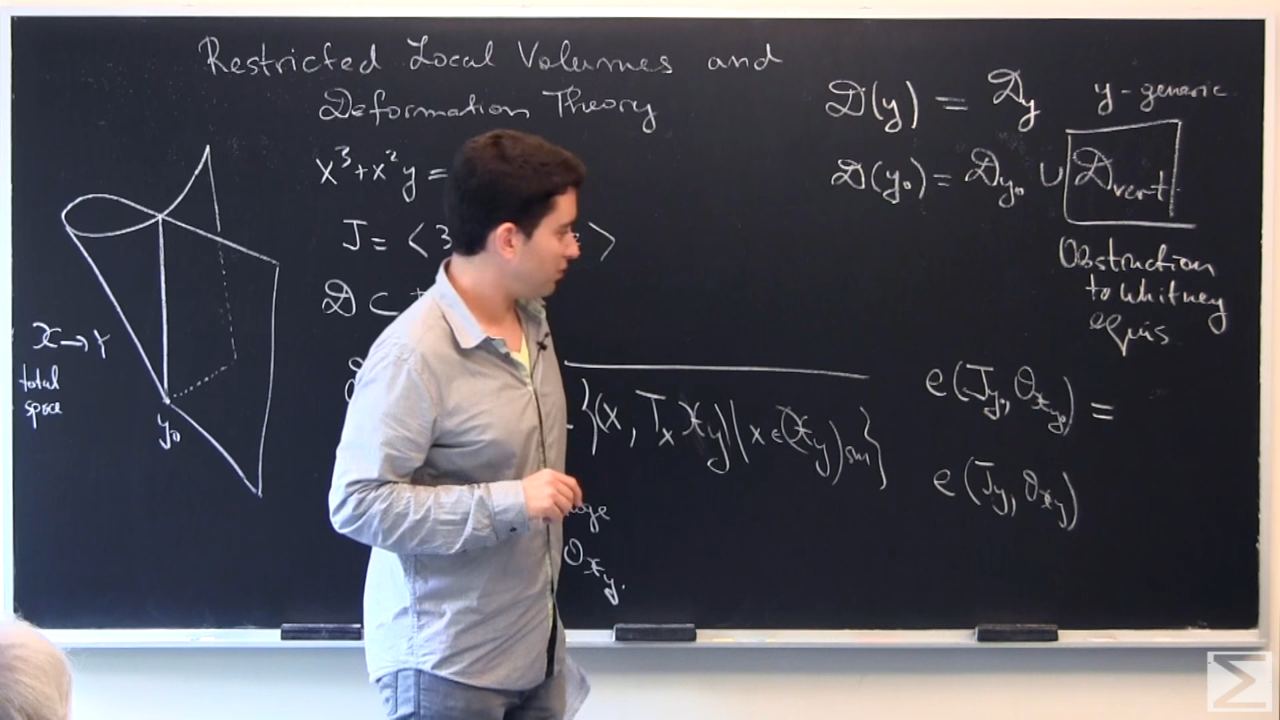 Restricted Local Volumes and
Deformation Theory
x³+x²y=
J= ⟨3 ⟩
𝒟 ⊂
𝒳→Y
total
space
y₀
{(x, Tₓ𝒳_y) | x∈(𝒳_y)_sm}
𝒪_𝒳_y.
𝒟(y) = 𝒟_y y-generic
𝒟(y₀) = 𝒟_y₀ ∪ 𝒟_vert
Obstruction
to Whitney
equis
e(J_y₀, 𝒪_𝒳_y₀) =
e(J_y, 𝒪_𝒳_y)
Σ